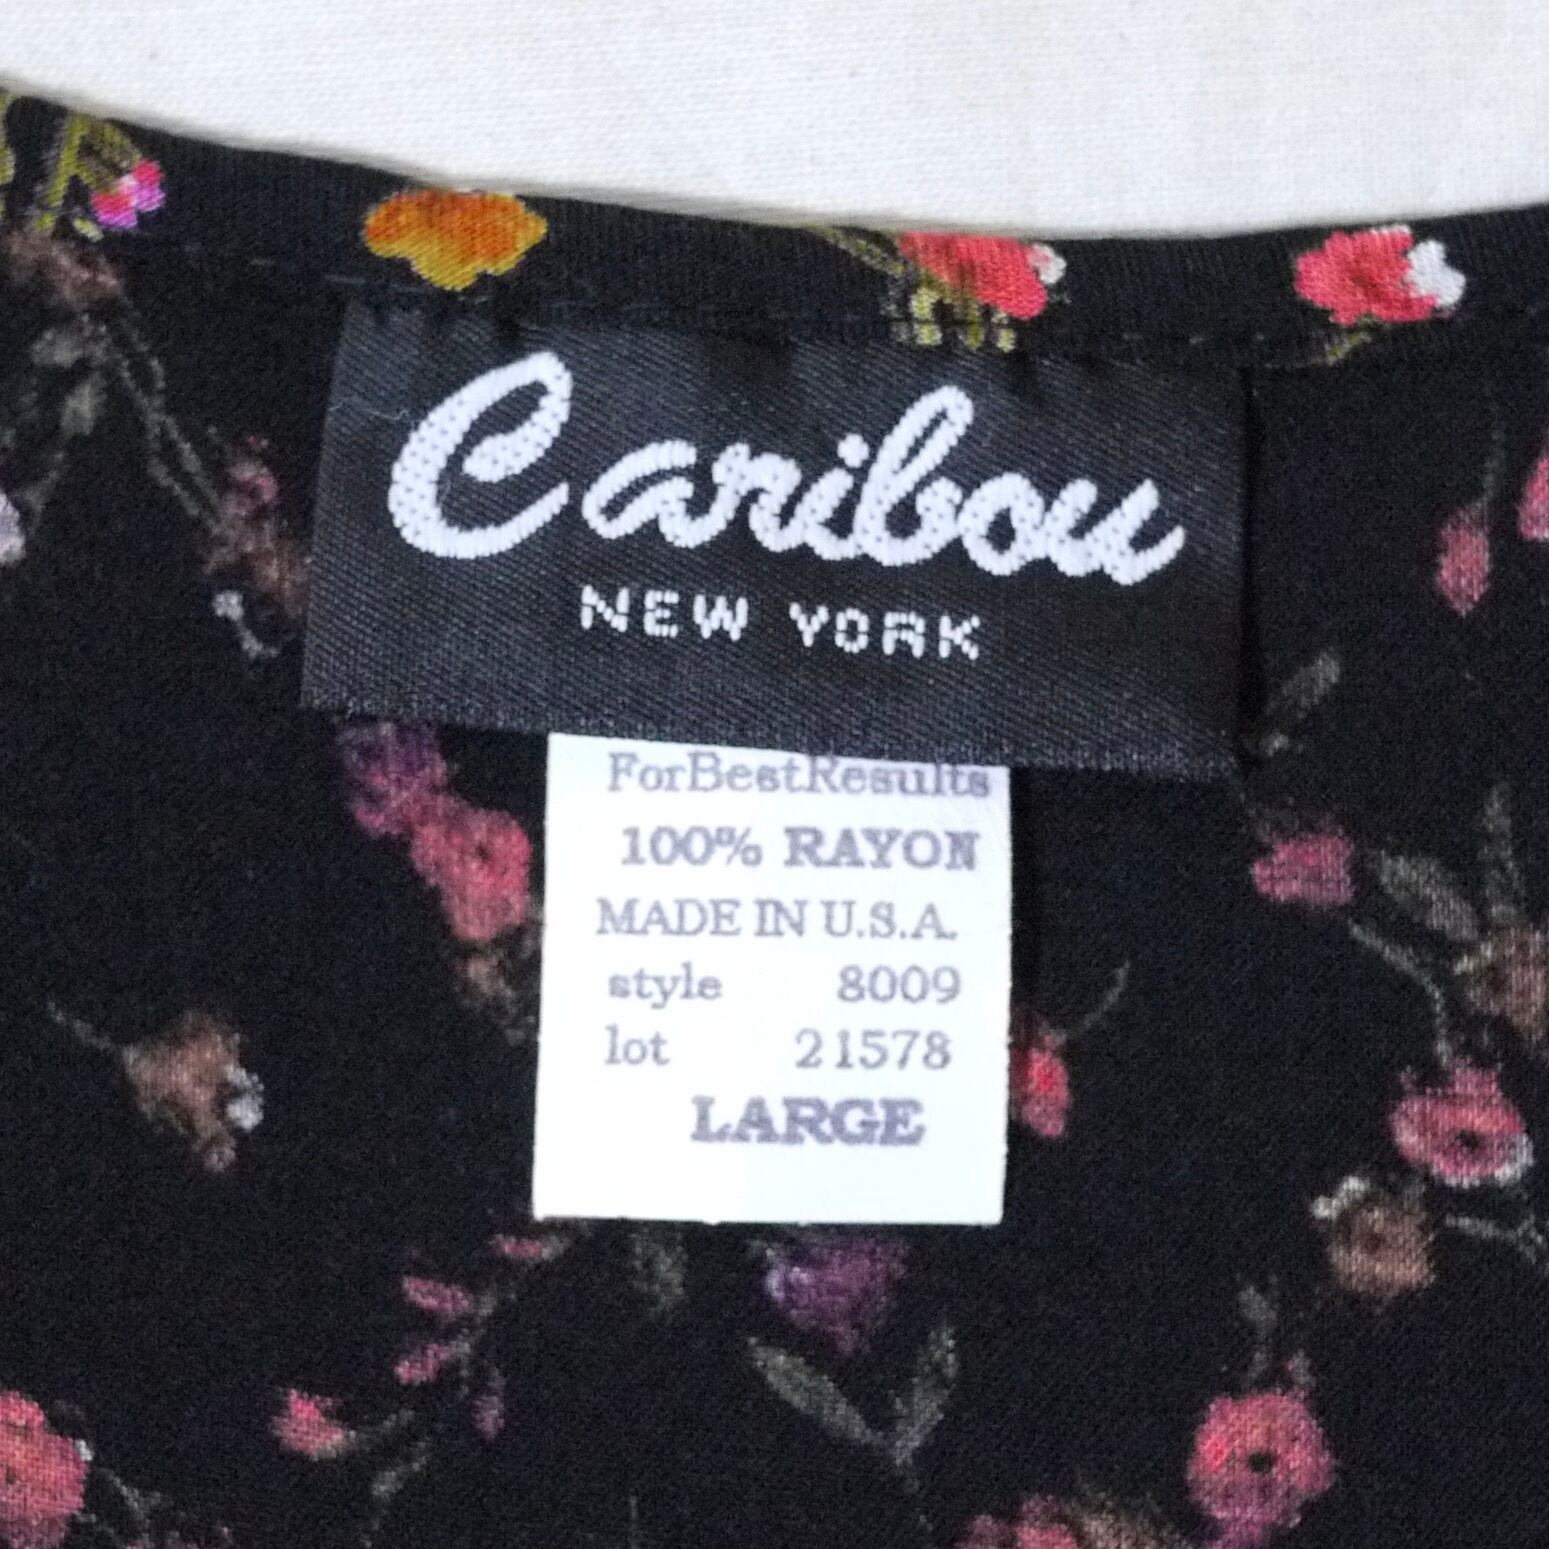 Caribou
NEW YORK
ForBestResults
100% RAYON
MADE IN U.S.A.
style 8009
lot 21578
LARGE